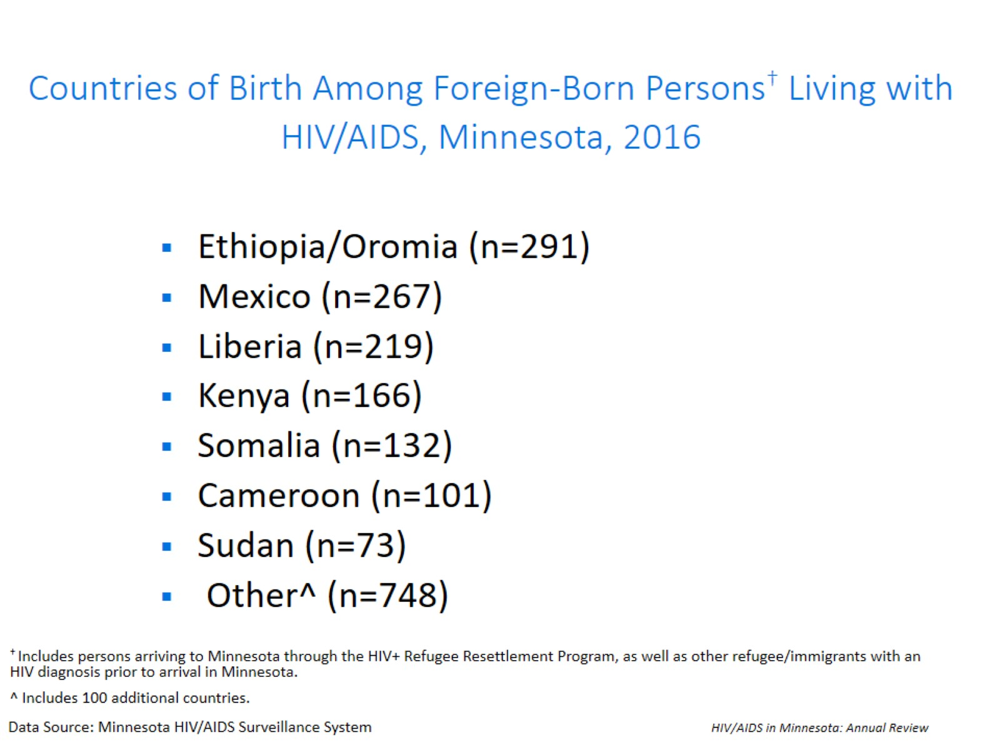 Countries of Birth Among Foreign-Born Persons† Living with
HIV/AIDS, Minnesota, 2016
▪ Ethiopia/Oromia (n=291)
▪ Mexico (n=267)
▪ Liberia (n=219)
▪ Kenya (n=166)
▪ Somalia (n=132)
▪ Cameroon (n=101)
▪ Sudan (n=73)
▪ Other^ (n=748)
† Includes persons arriving to Minnesota through the HIV+ Refugee Resettlement Program, as well as other refugee/immigrants with an
HIV diagnosis prior to arrival in Minnesota.
^ Includes 100 additional countries.
Data Source: Minnesota HIV/AIDS Surveillance System
HIV/AIDS in Minnesota: Annual Review